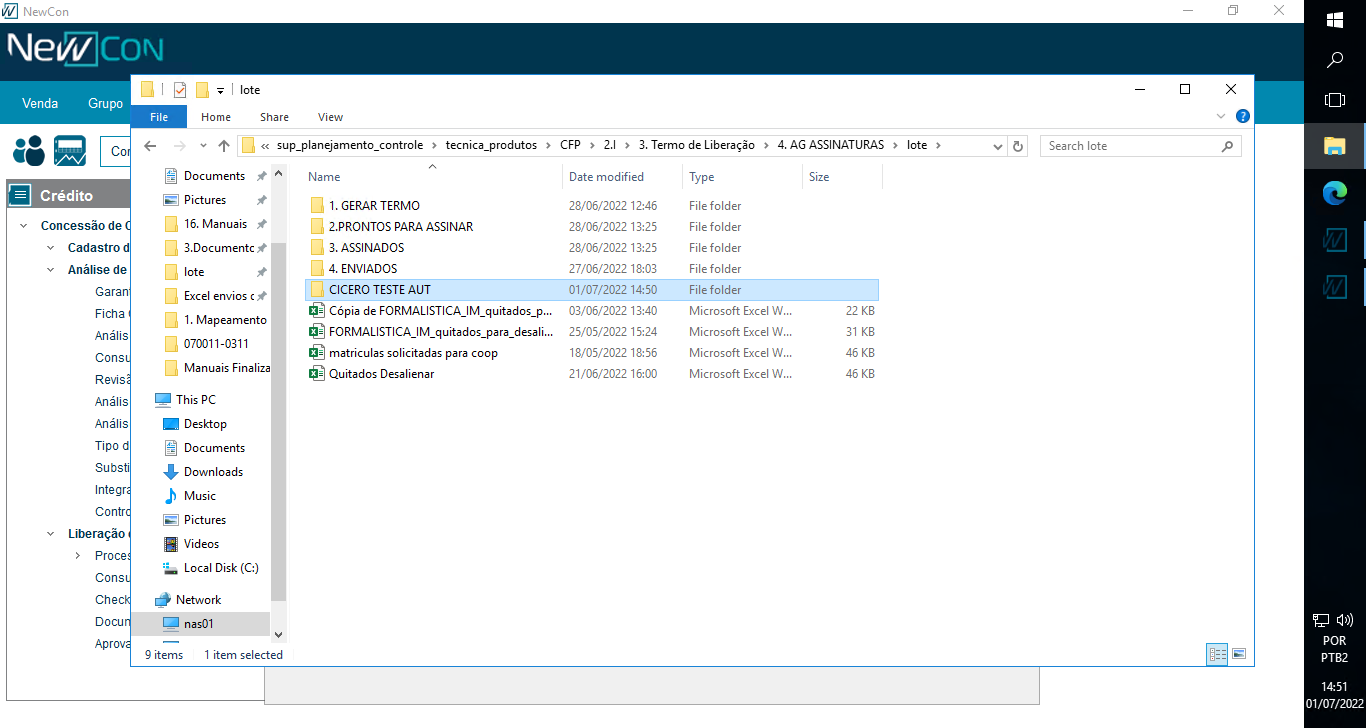 NewCon
NewCon
Venda
Grupo
Crédito
Concessão de C
Cadastro d
Análise de
Garant
Ficha
Anális
Consu
Revisã
Anális
Anális
Tipo d
Substi
Integra
Contro
Liberação
Proces
Consu
Check
Docun
Aprova
lote
File
Home
Share
View
?
« sup_planejamento_controle > tecnica_produtos > CFP > 2.I > 3. Termo de Liberação > 4. AG ASSINATURAS > lote >
Search lote
Documents
Pictures
16. Manuais
3.Documento
lote
Excel envios
1. Mapeamento
070011-0311
Manuais Finaliza
This PC
Desktop
Documents
Downloads
Music
Pictures
Videos
Local Disk (C:)
Network
nas01
Name Date modified Type Size
1. GERAR TERMO 28/06/2022 12:46 File folder
2.PRONTOS PARA ASSINAR 28/06/2022 13:25 File folder
3. ASSINADOS 28/06/2022 13:25 File folder
4. ENVIADOS 27/06/2022 18:03 File folder
CICERO TESTE AUT 01/07/2022 14:50 File folder
Cópia de FORMALISTICA_IM_quitados_p... 03/06/2022 13:40 Microsoft Excel W... 22 KB
FORMALISTICA_IM_quitados_para_desali... 25/05/2022 15:24 Microsoft Excel W... 31 KB
matriculas solicitadas para coop 18/05/2022 18:56 Microsoft Excel W... 46 KB
Quitados Desalienar 21/06/2022 16:00 Microsoft Excel W... 46 KB
9 items 1 item selected
POR
PTB2
14:51
01/07/2022